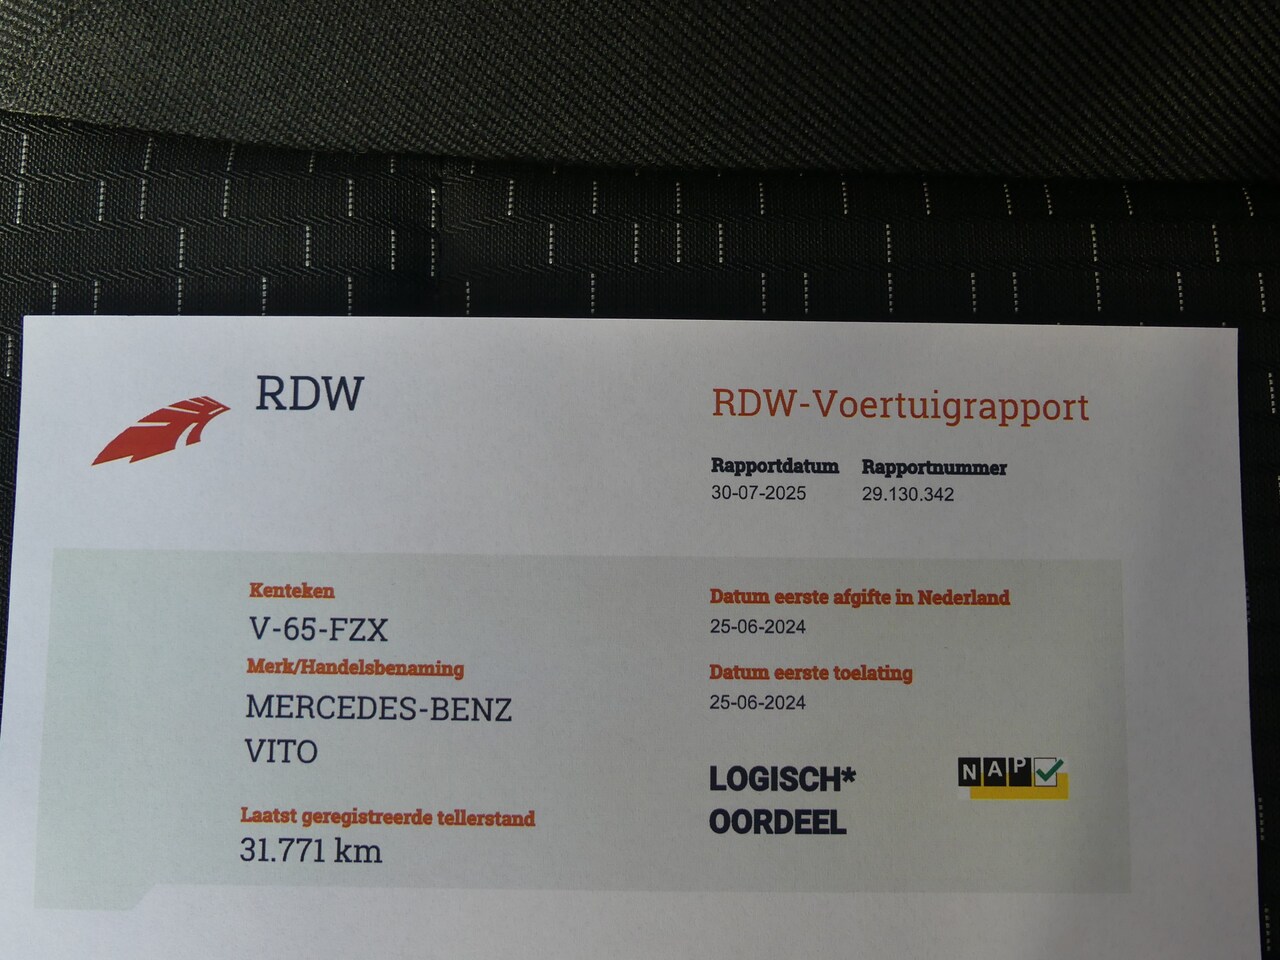 RDW
RDW-Voertuigrapport
Rapportdatum Rapportnummer
30-07-2025 29.130.342
Kenteken
V-65-FZX
Merk/Handelsbenaming
MERCEDES-BENZ
VITO
Laatst geregistreerde tellerstand
31.771 km
Datum eerste afgifte in Nederland
25-06-2024
Datum eerste toelating
25-06-2024
LOGISCH*
OORDEEL
NAP